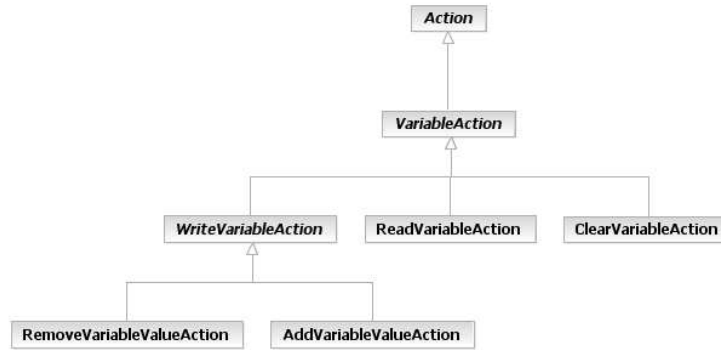 Action
VariableAction
WriteVariableAction
ReadVariableAction
ClearVariableAction
RemoveVariableValueAction
AddVariableValueAction